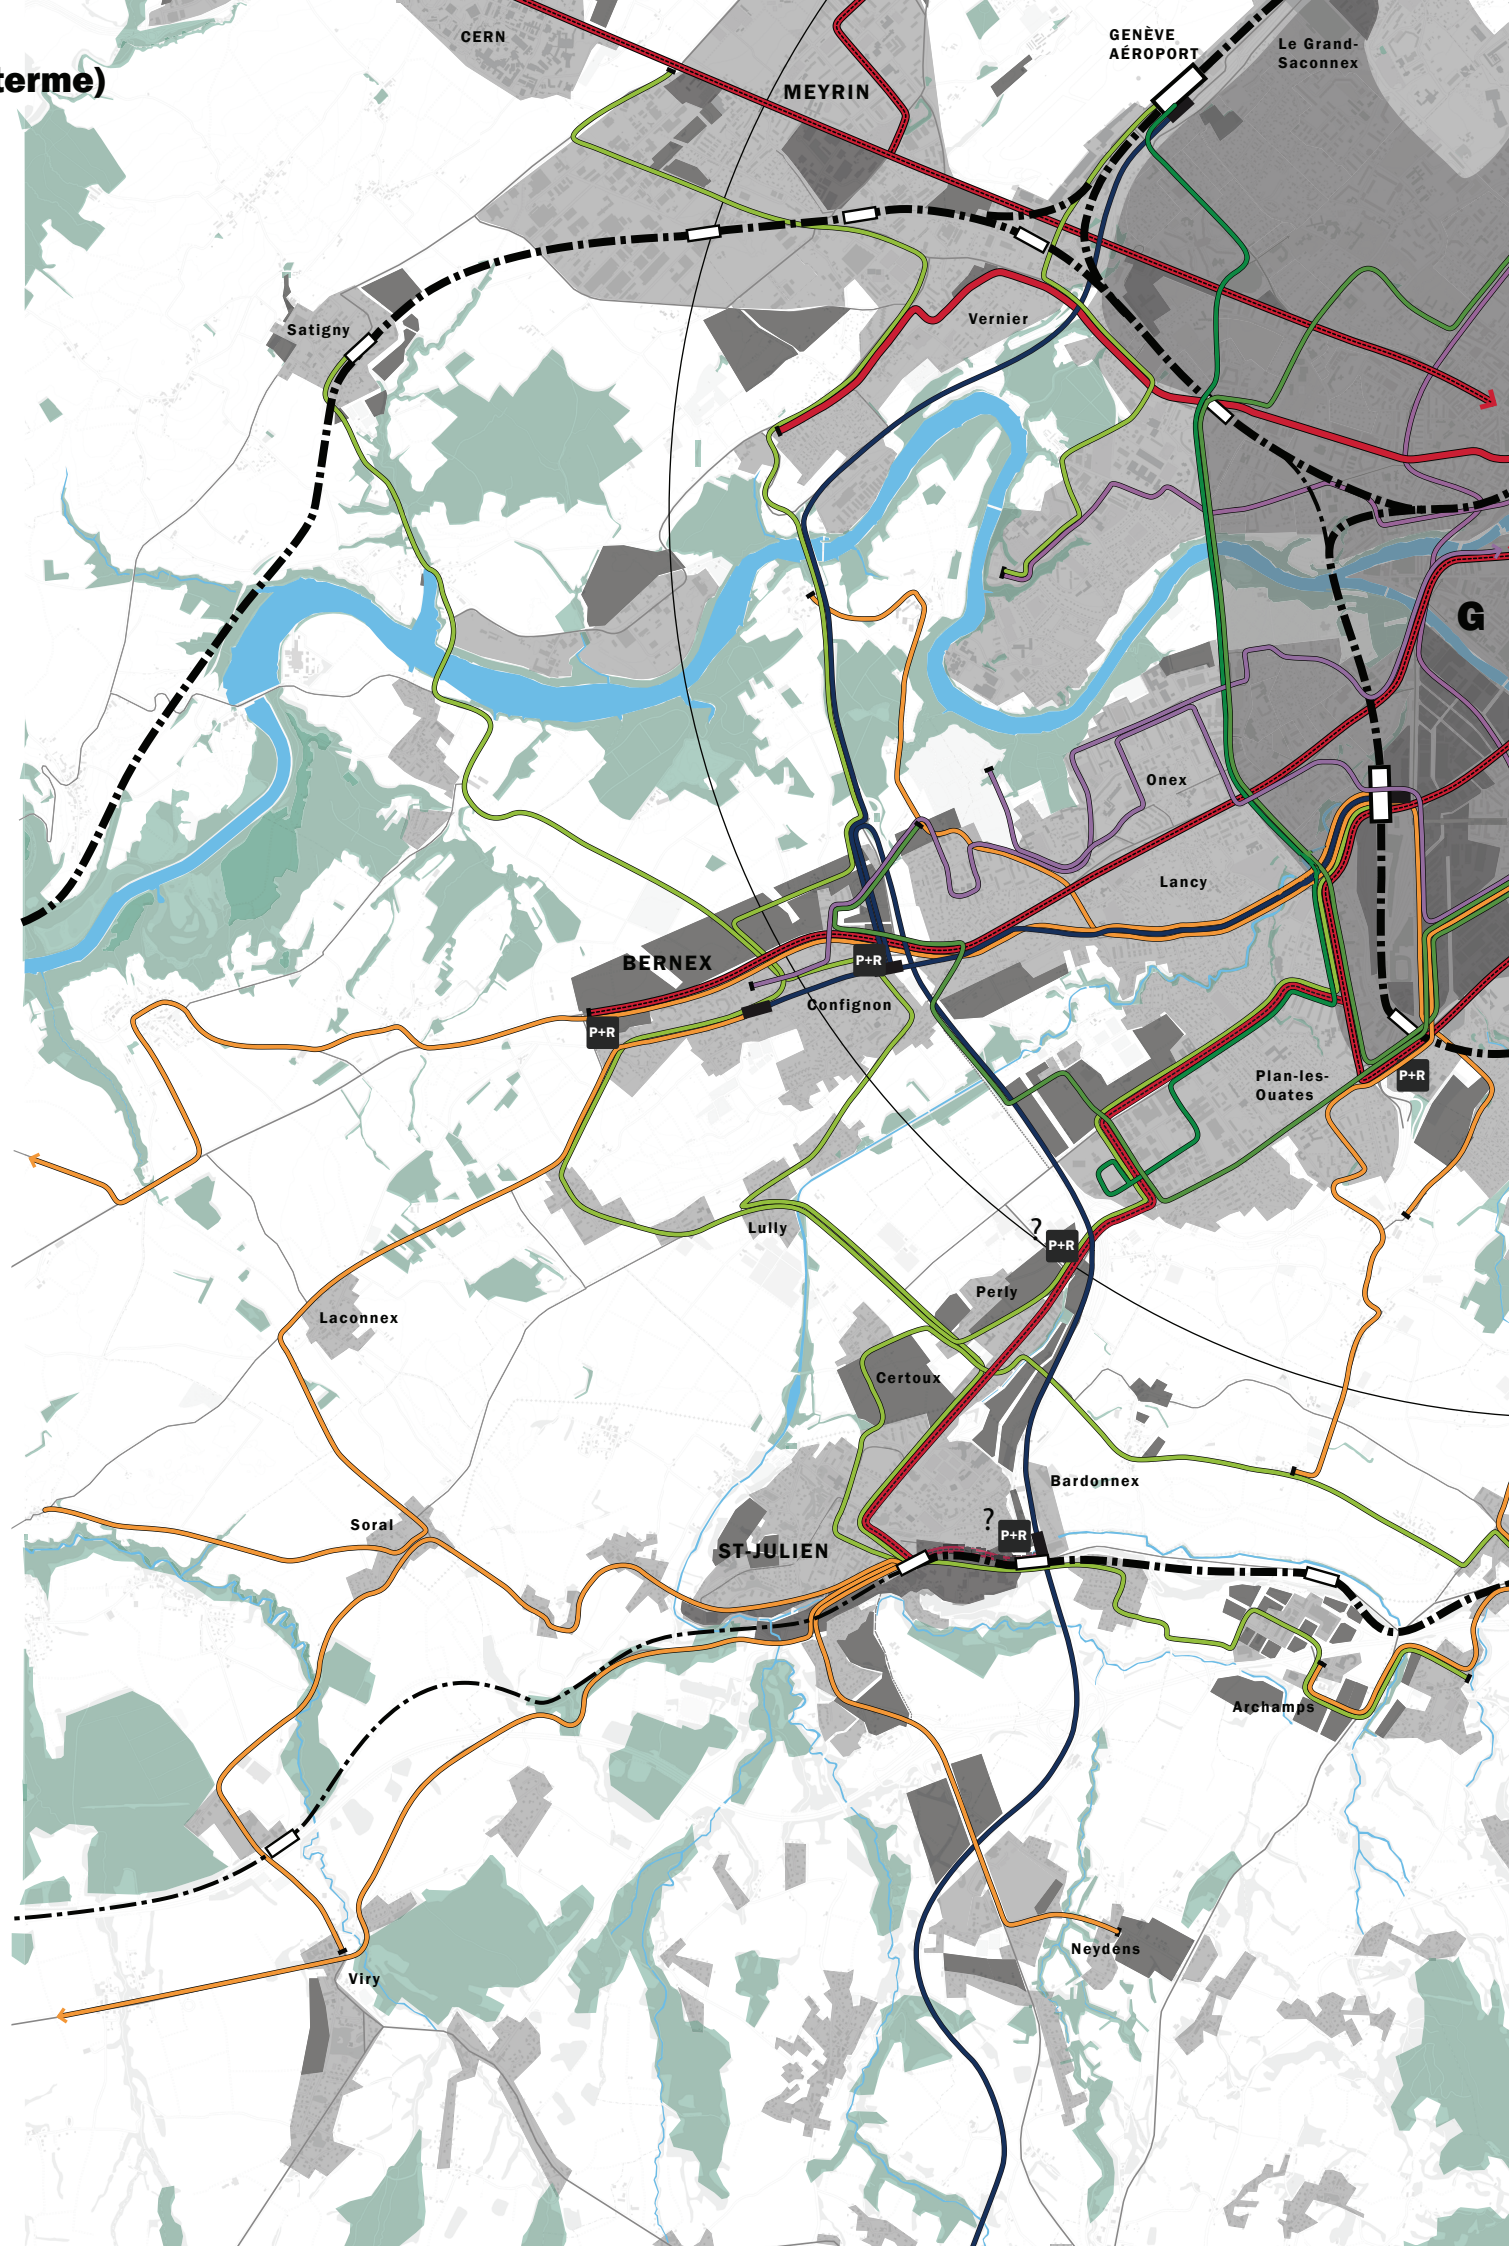 terme)
CERN
GENÈVE
AÉROPORT
Le Grand-
Saconnex
MEYRIN
Vernier
Satigny
G
Onex
Lancy
BERNEX
P+R
Confignon
P+R
Plan-les-
Ouates
P+R
Lully
?
P+R
Perly
Laconnex
Certoux
Bardonnex
Soral
?
P+R
ST-JULIEN
Archamps
Neydens
Viry